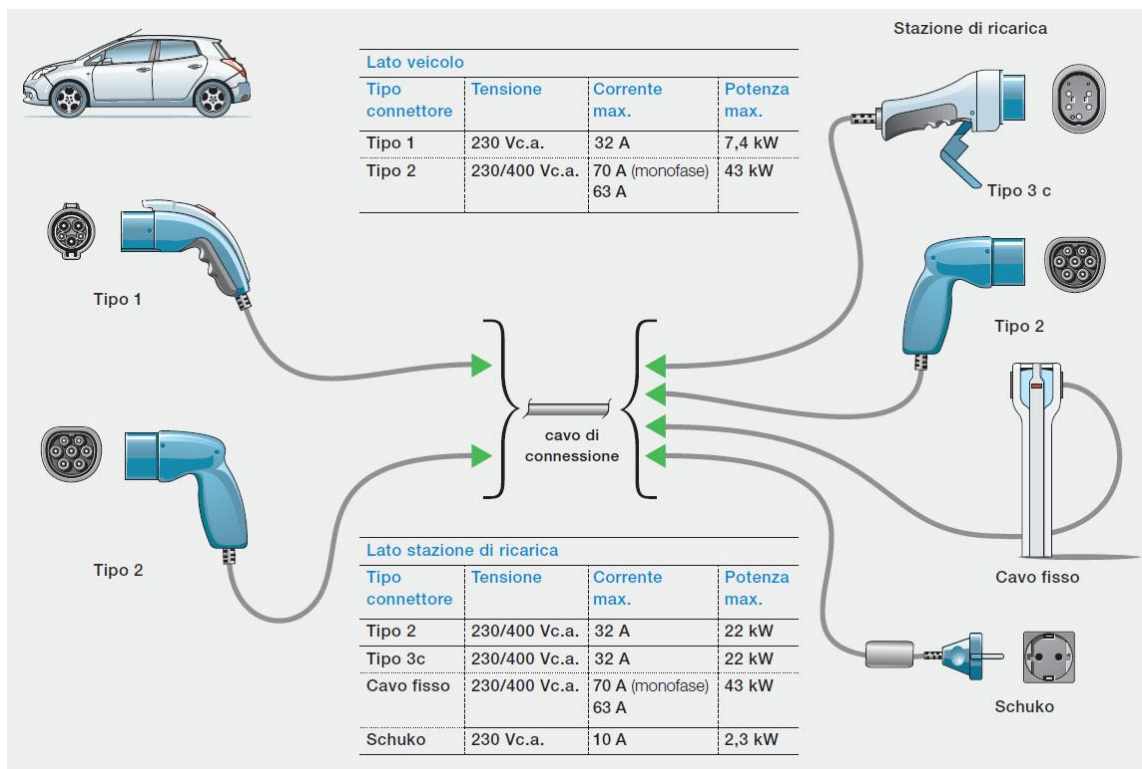 Stazione di ricarica
Lato veicolo
Tipo connettore Tensione Corrente max. Potenza max.
Tipo 1 230 Vc.a. 32 A 7,4 kW
Tipo 2 230/400 Vc.a. 70 A (monofase) 43 kW
63 A
Tipo 3 c
Tipo 1
Tipo 2
cavo di
connessione
Tipo 2
Cavo fisso
Lato stazione di ricarica
Tipo connettore Tensione Corrente max. Potenza max.
Tipo 2 230/400 Vc.a. 32 A 22 kW
Tipo 3c 230/400 Vc.a. 32 A 22 kW
Cavo fisso 230/400 Vc.a. 70 A (monofase) 43 kW
63 A
Schuko 230 Vc.a. 10 A 2,3 kW
Schuko